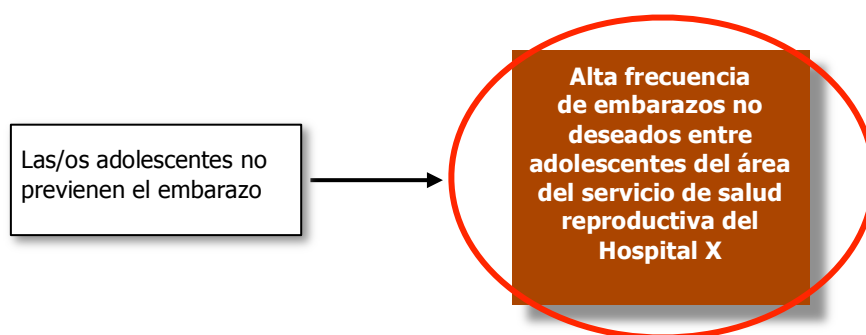 Las/os adolescentes no
previenen el embarazo
Alta frecuencia
de embarazos no
deseados entre
adolescentes del área
del servicio de salud
reproductiva del
Hospital X